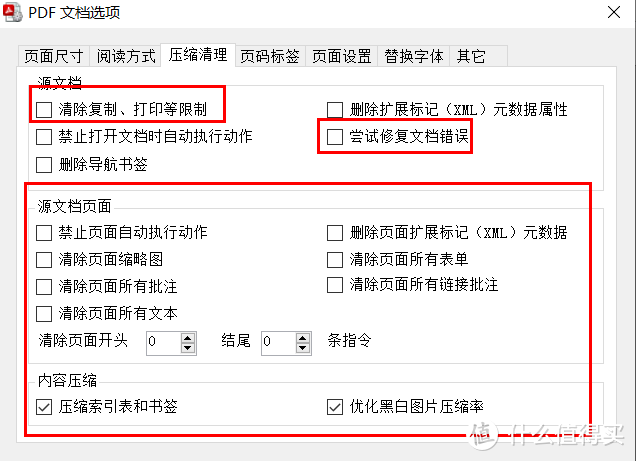 PDF 文档选项
页面尺寸 阅读方式 压缩清理 页码标签 页面设置 替换字体 其它
源文档
清除复制、打印等限制 删除扩展标记（XML）元数据属性
禁止打开文档时自动执行动作 尝试修复文档错误
删除导航书签
源文档页面
禁止页面自动执行动作 删除页面扩展标记（XML）元数据
清除页面缩略图 清除页面所有表单
清除页面所有批注 清除页面所有链接批注
清除页面所有文本
清除页面开头 0 结尾 0 条指令
内容压缩
压缩索引表和书签 优化黑白图片压缩率
值 什么值得买